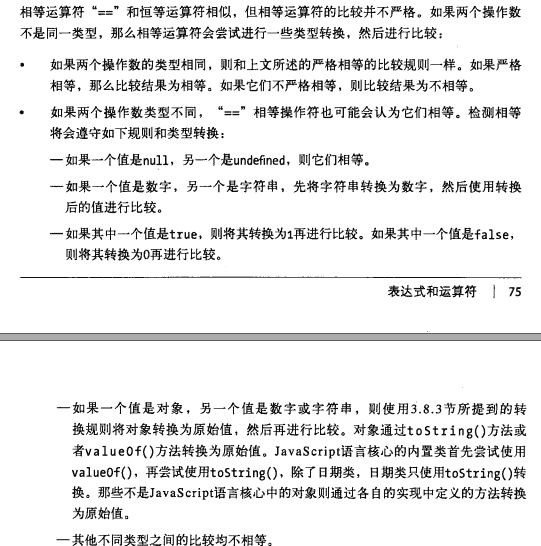 相等运算符“==”和恒等运算符相似，但相等运算符的比较并不严格。如果两个操作数
不是同一类型，那么相等运算符会尝试进行一些类型转换，然后进行比较：
• 如果两个操作数的类型相同，则和上文所述的严格相等的比较规则一样。如果严格
相等，那么比较结果为相等。如果它们不严格相等，则比较结果为不相等。
• 如果两个操作数类型不同，“==”相等操作符也可能会认为它们相等。检测相等
将会遵守如下规则和类型转换：
—如果一个值是null，另一个是undefined，则它们相等。
—如果一个值是数字，另一个是字符串，先将字符串转换为数字，然后使用转换
后的值进行比较。
—如果其中一个值是true，则将其转换为1再进行比较。如果其中一个值是false，
则将其转换为0再进行比较。
表达式和运算符 | 75
—如果一个值是对象，另一个值是数字或字符串，则使用3.8.3节所提到的转
换规则将对象转换为原始值，然后再进行比较。对象通过toString()方法或
者valueOf()方法转换为原始值。JavaScript语言核心的内置类首先尝试使用
valueOf()，再尝试使用toString()，除了日期类，日期类只使用toString()转
换。那些不是JavaScript语言核心中的对象则通过各自的实现中定义的方法转换
为原始值。
—其他不同类型之间的比较均不相等。